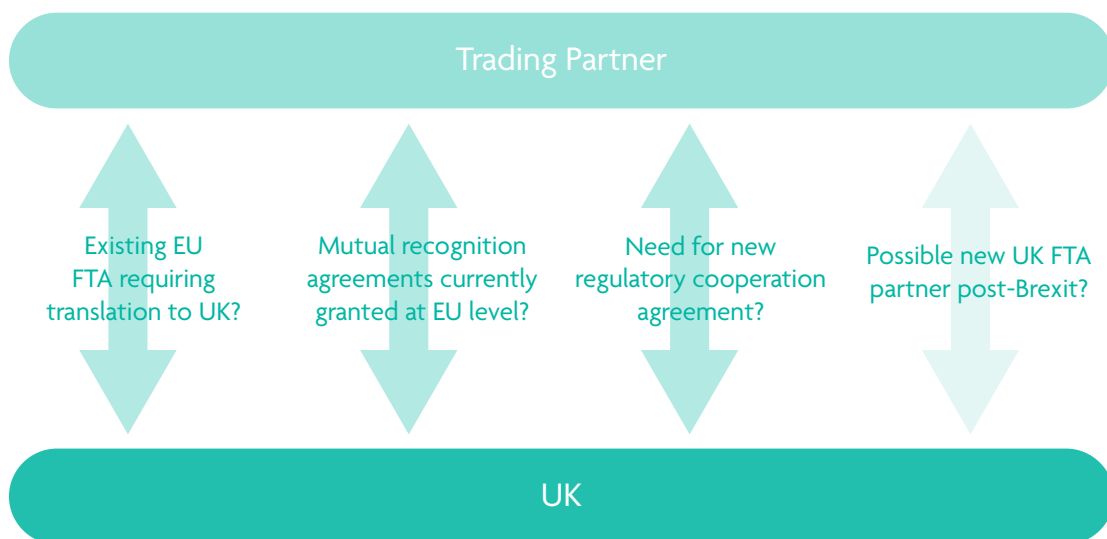 Trading Partner
Existing EU
FTA requiring
translation to UK?
Mutual recognition
agreements currently
granted at EU level?
Need for new
regulatory cooperation
agreement?
Possible new UK FTA
partner post-Brexit?
UK